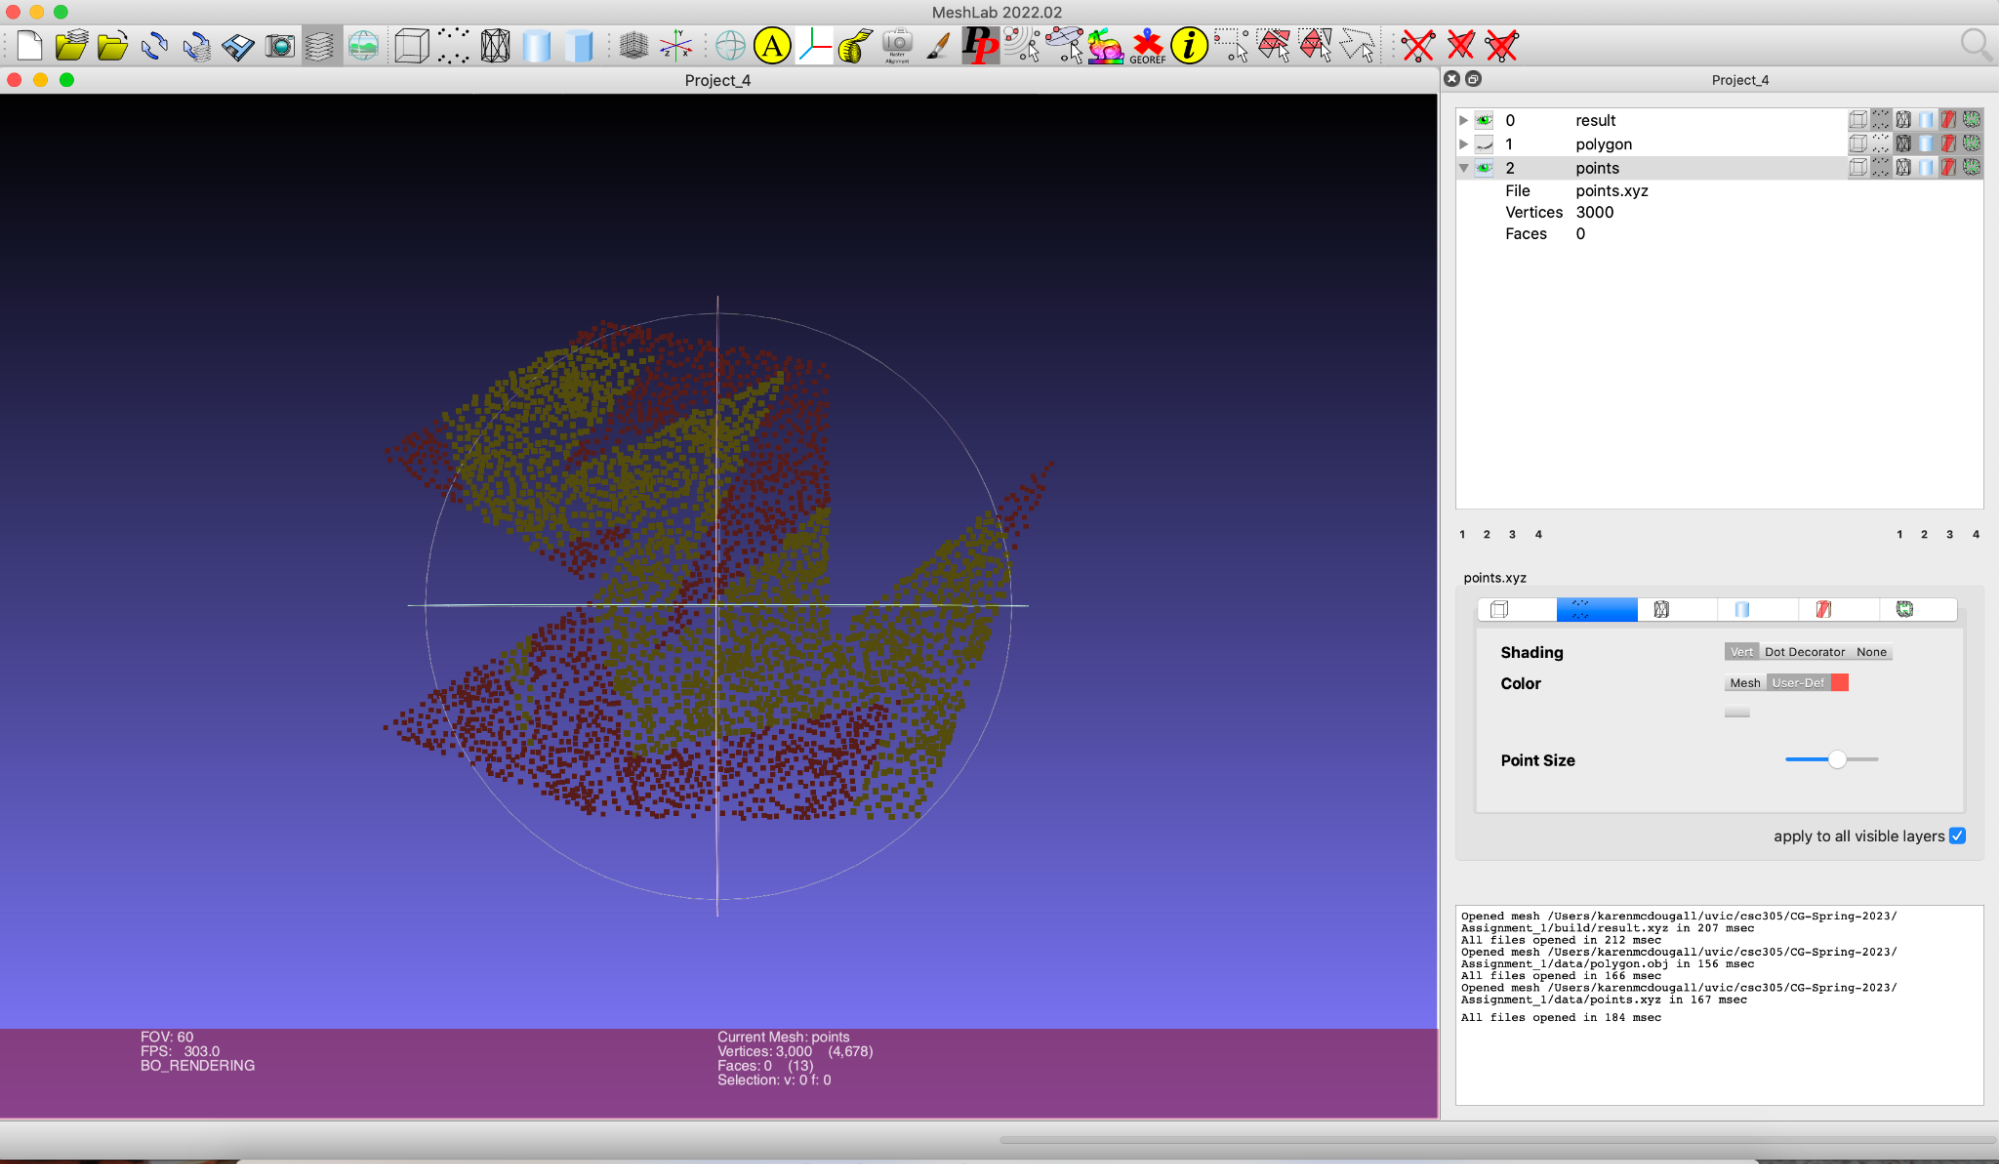 MeshLab 2022.02
A
PP
GEOREF
i
Project_4
Project_4
0 result
1 polygon
2 points
File points.xyz
Vertices 3000
Faces 0
1 2 3 4 1 2 3 4
points.xyz
Shading Vert Dot Decorator None
Color Mesh User-Def
Point Size
apply to all visible layers
Opened mesh /Users/karenmcdougall/uvic/csc305/CG-Spring-2023/
Assignment_1/build/result.xyz in 207 msec
All files opened in 212 msec
Opened mesh /Users/karenmcdougall/uvic/csc305/CG-Spring-2023/
Assignment_1/data/polygon.obj in 156 msec
All files opened in 166 msec
Opened mesh /Users/karenmcdougall/uvic/csc305/CG-Spring-2023/
Assignment_1/data/points.xyz in 167 msec
All files opened in 184 msec
FOV: 60
FPS: 303.0
BO_RENDERING
Current Mesh: points
Vertices: 3,000 (4,678)
Faces: 0 (13)
Selection: v: 0 f: 0